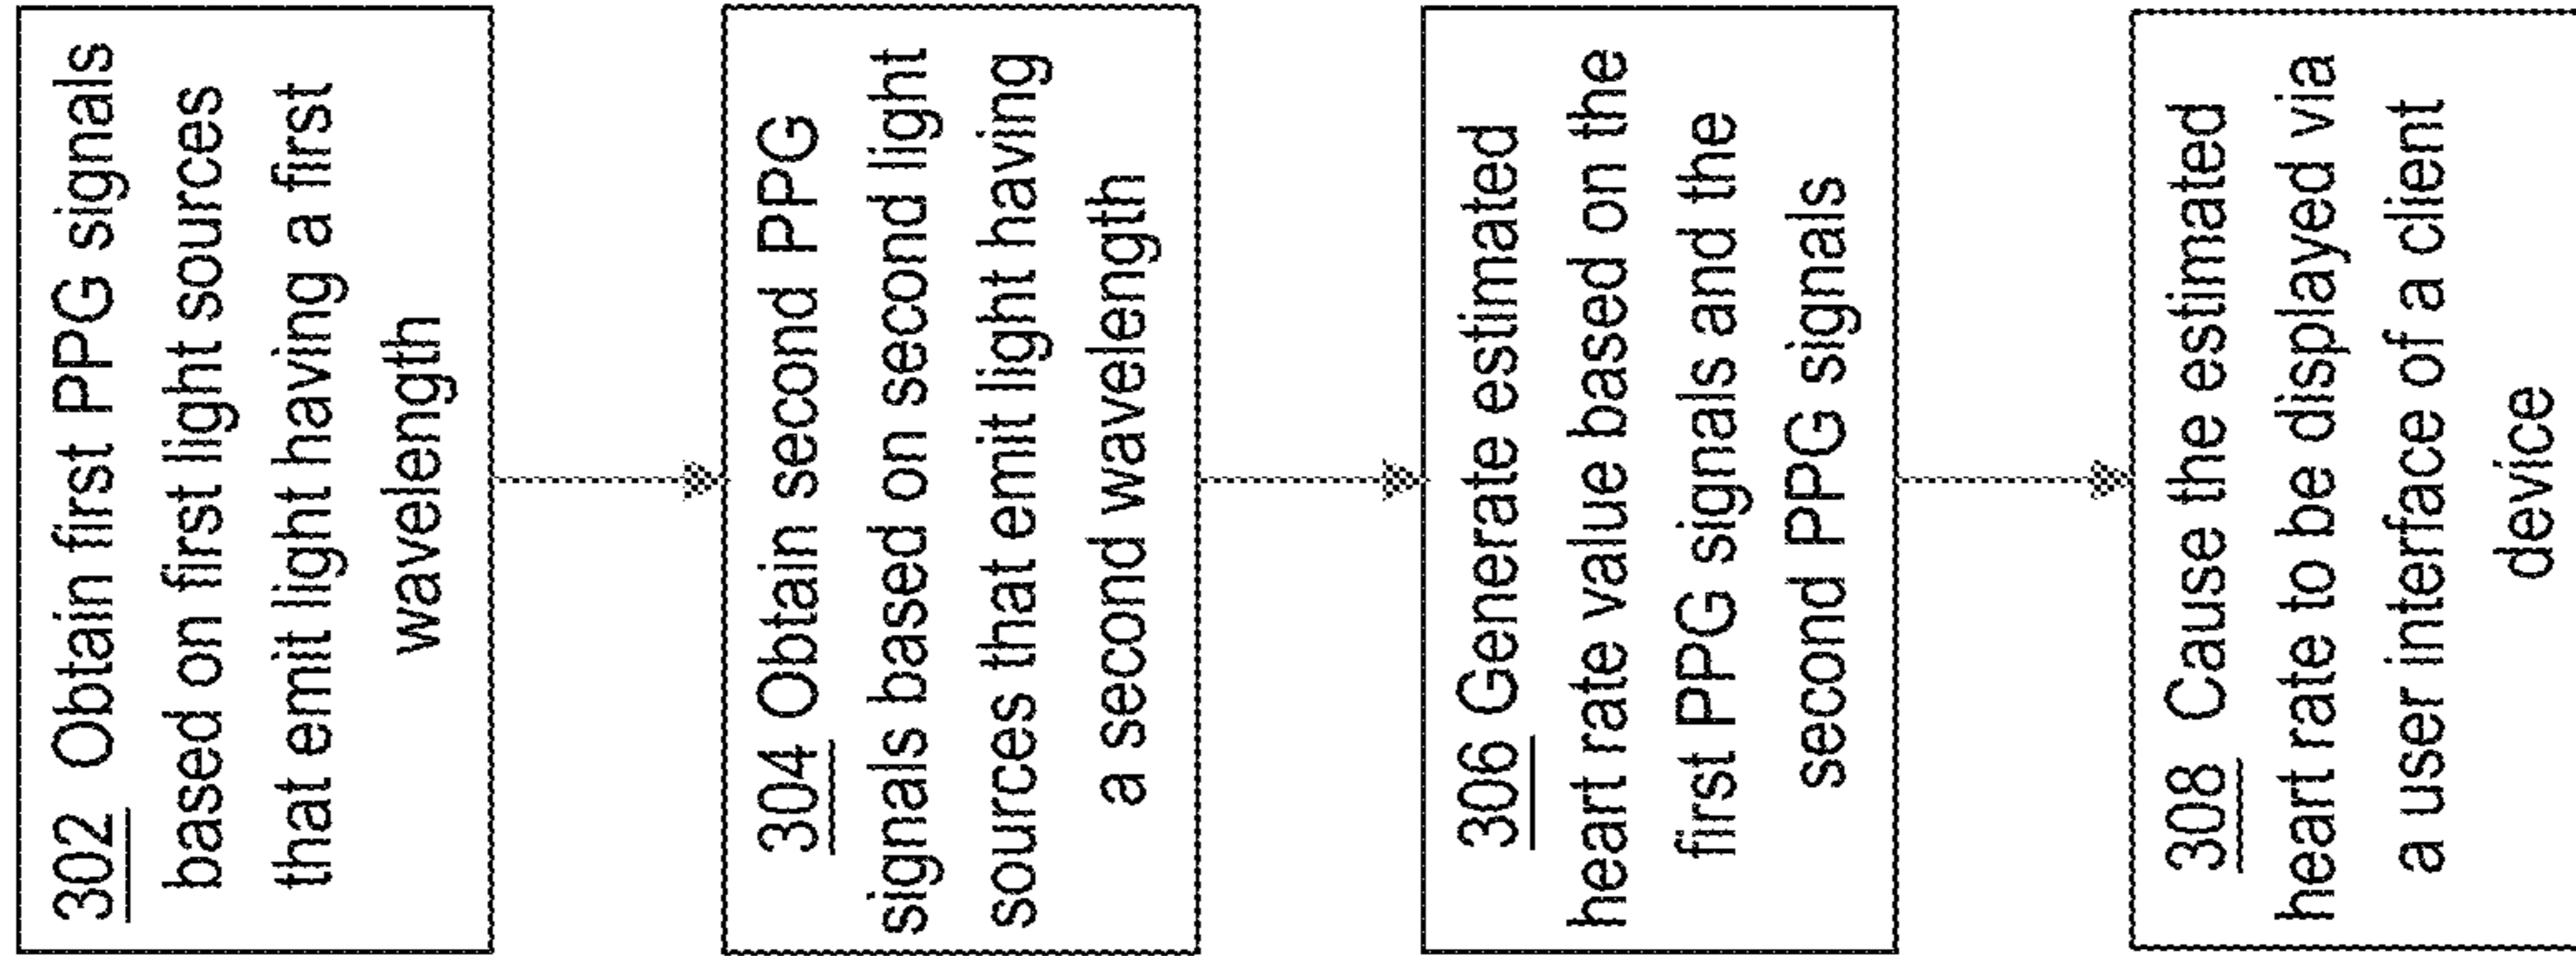 302 Obtain first PPG signals
based on first light sources
that emit light having a first
wavelength
304 Obtain second PPG
signals based on second light
sources that emit light having
a second wavelength
306 Generate estimated
heart rate value based on the
first PPG signals and the
second PPG signals
308 Cause the estimated
heart rate to be displayed via
a user interface of a client
device